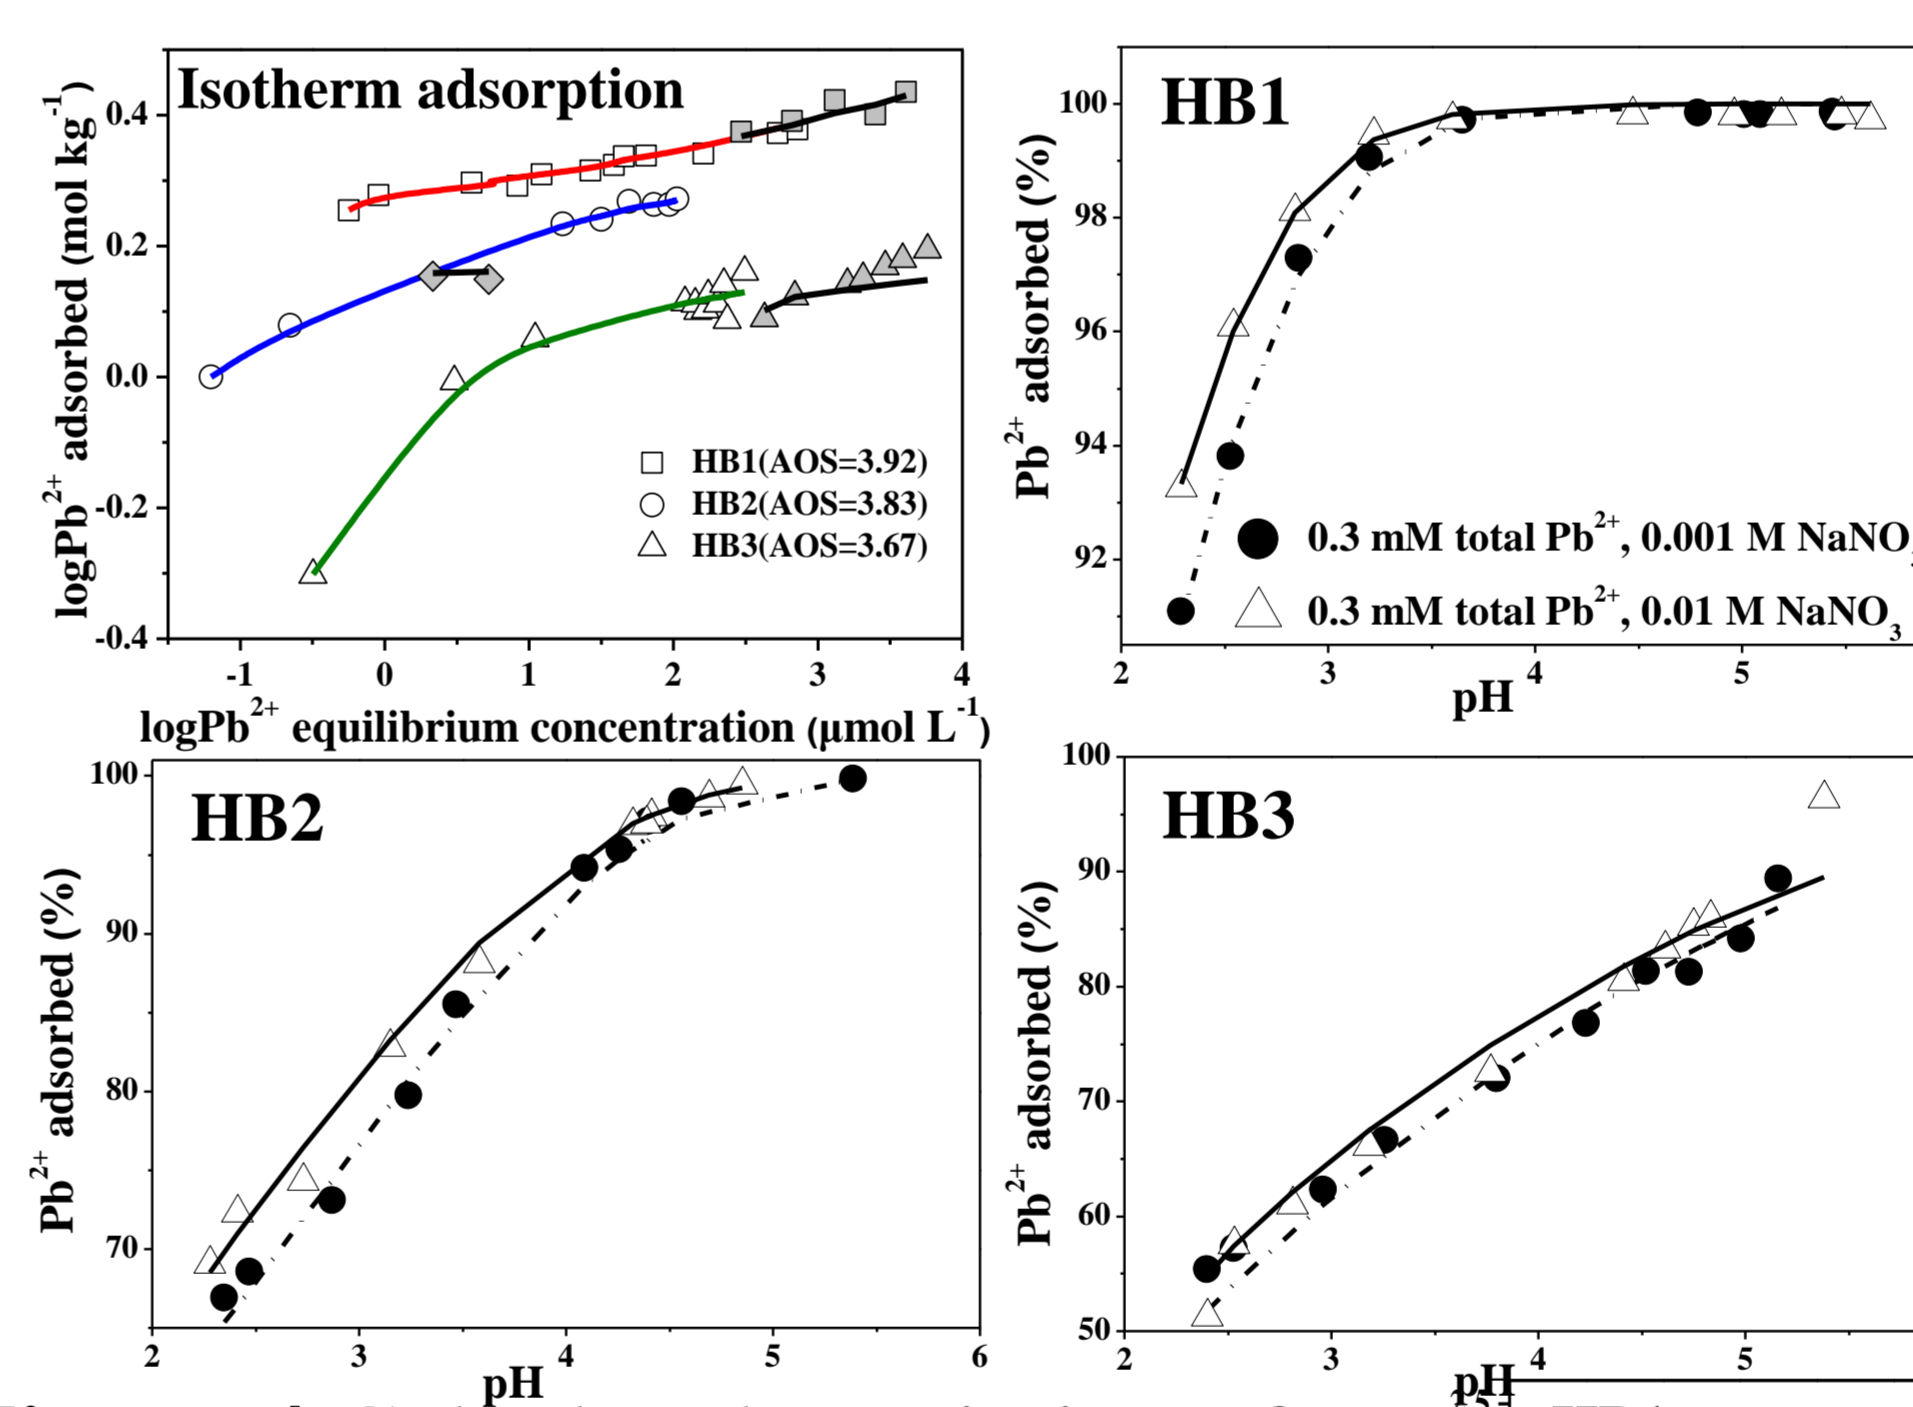 Isotherm adsorption
logPb2+ adsorbed (mol kg-1)
0.4
0.2
0.0
-0.2
-0.4
HB1(AOS=3.92)
HB2(AOS=3.83)
HB3(AOS=3.67)
-1 0 1 2 3 4
logPb2+ equilibrium concentration (μmol L-1)
HB1
Pb2+ adsorbed (%)
100
98
96
94
92
0.3 mM total Pb2+, 0.001 M NaNO
0.3 mM total Pb2+, 0.01 M NaNO3
2 3 4 5
pH
HB2
Pb2+ adsorbed (%)
100
90
80
70
2 3 4 5 6
pH
HB3
Pb2+ adsorbed (%)
100
90
80
70
60
50
2 3 4 5
pH